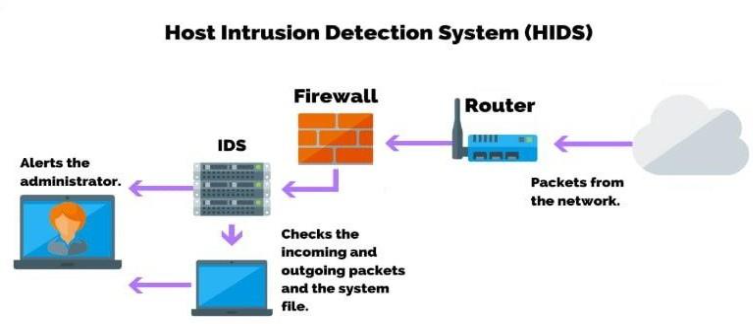 Host Intrusion Detection System (HIDS)
Firewall
Router
IDS
Alerts the
administrator.
Packets from
the network.
Checks the
incoming and
outgoing packets
and the system
file.